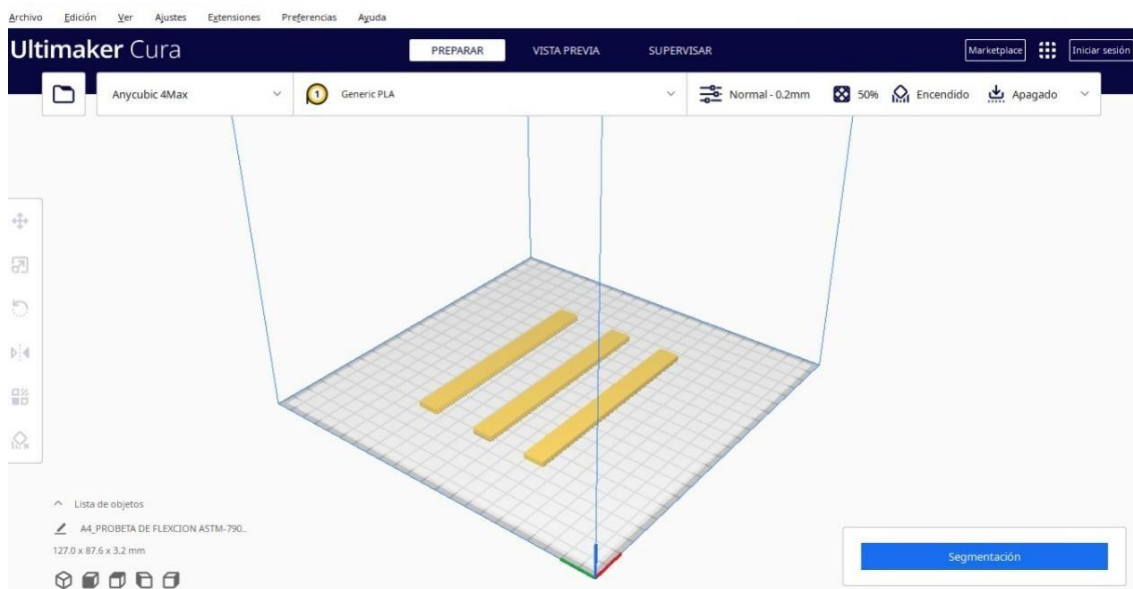 Archivo Edición Ver Ajustes Extensiones Preferencias Ayuda
Ultimaker Cura PREPARAR VISTA PREVIA SUPERVISAR Marketplace Iniciar sesión
Anycubic 4Max 1 Generic PLA Normal - 0.2mm 50% Encendido Apagado
Lista de objetos
A4_PROBETA DE FLEXCION ASTM-790..
127.0 x 87.6 x 3.2 mm
Segmentación